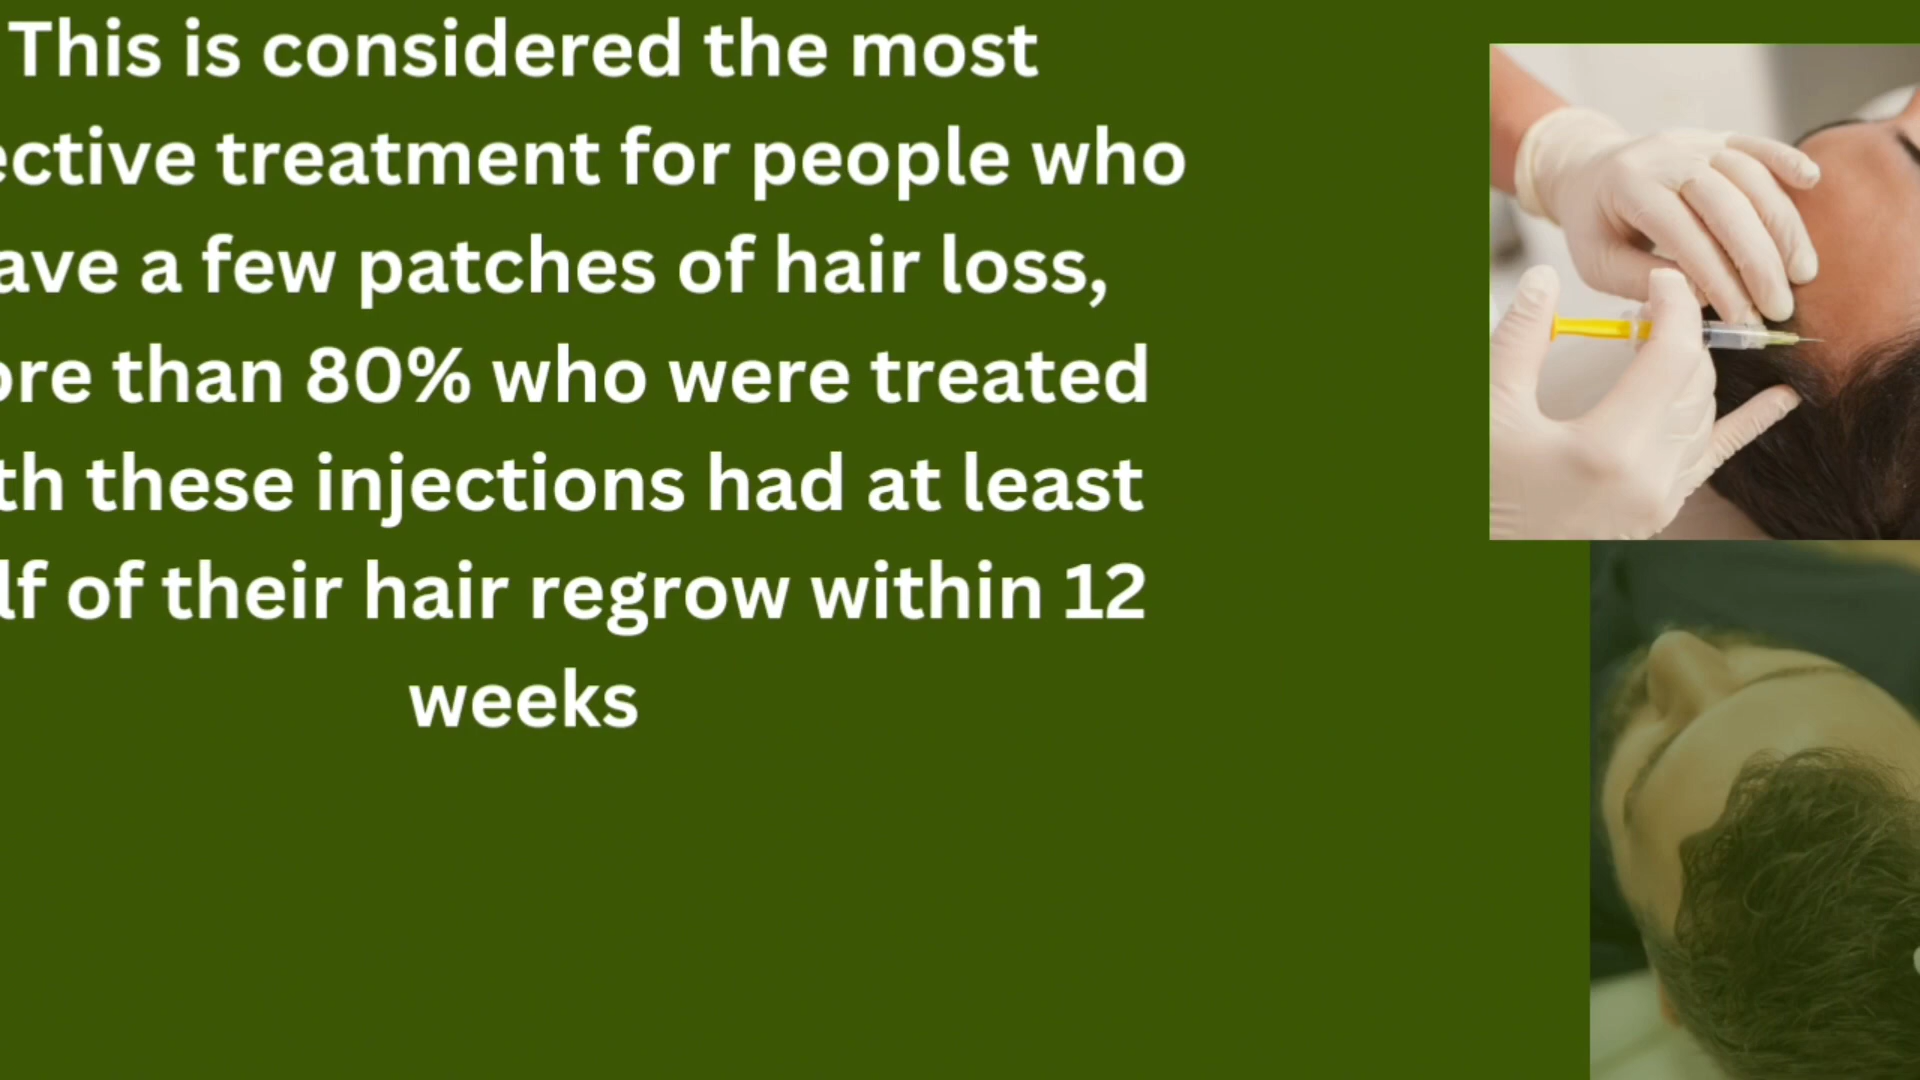 This is considered the most
ective treatment for people who
ave a few patches of hair loss,
ore than 80% who were treated
th these injections had at least
lf of their hair regrow within 12
weeks